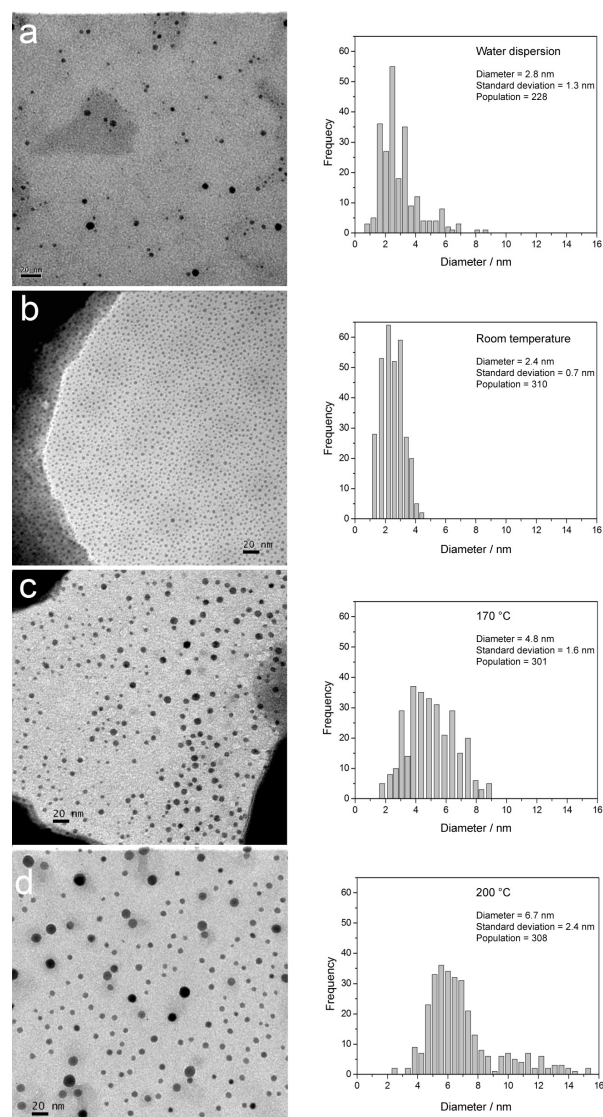 a
20 nm
60
50
40
30
20
10
0
Frequecy
Water dispersion
Diameter = 2.8 nm
Standard deviation = 1.3 nm
Population = 228
0 2 4 6 8 10 12 14 16
Diameter / nm
b
20 nm
60
50
40
30
20
10
0
Frequency
Room temperature
Diameter = 2.4 nm
Standard deviation = 0.7 nm
Population = 310
0 2 4 6 8 10 12 14 16
Diameter / nm
c
20 nm
60
50
40
30
20
10
0
Frequency
170 °C
Diameter = 4.8 nm
Standard deviation = 1.6 nm
Population = 301
0 2 4 6 8 10 12 14 16
Diameter / nm
d
20 nm
60
50
40
30
20
10
0
Frequency
200 °C
Diameter = 6.7 nm
Standard deviation = 2.4 nm
Population = 308
0 2 4 6 8 10 12 14 16
Diameter / nm